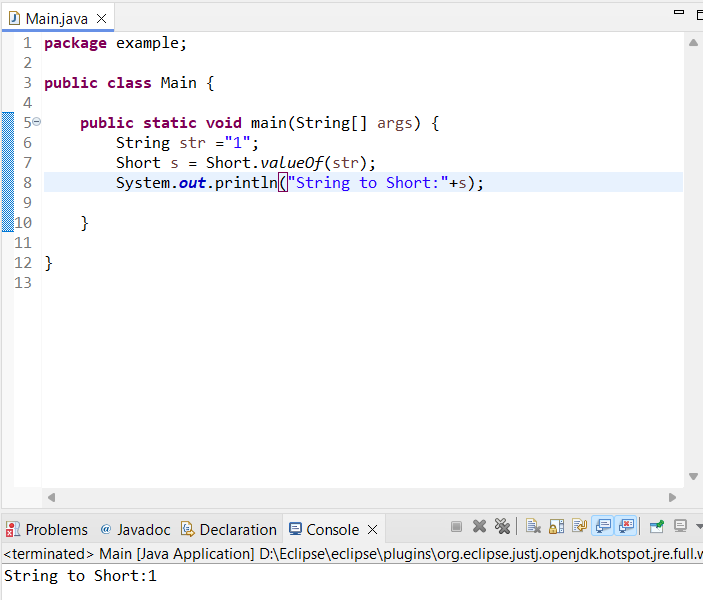 Main.java
1 package example;
2
3 public class Main {
4
5 public static void main(String[] args) {
6 String str ="1";
7 Short s = Short.valueOf(str);
8 System.out.println("String to Short:"+s);
9
10 }
11
12 }
13
Problems @ Javadoc Declaration Console
<terminated> Main [Java Application] D:\Eclipse\eclipse\plugins\org.eclipse.justj.openjdk.hotspot.jre.full.w
String to Short:1